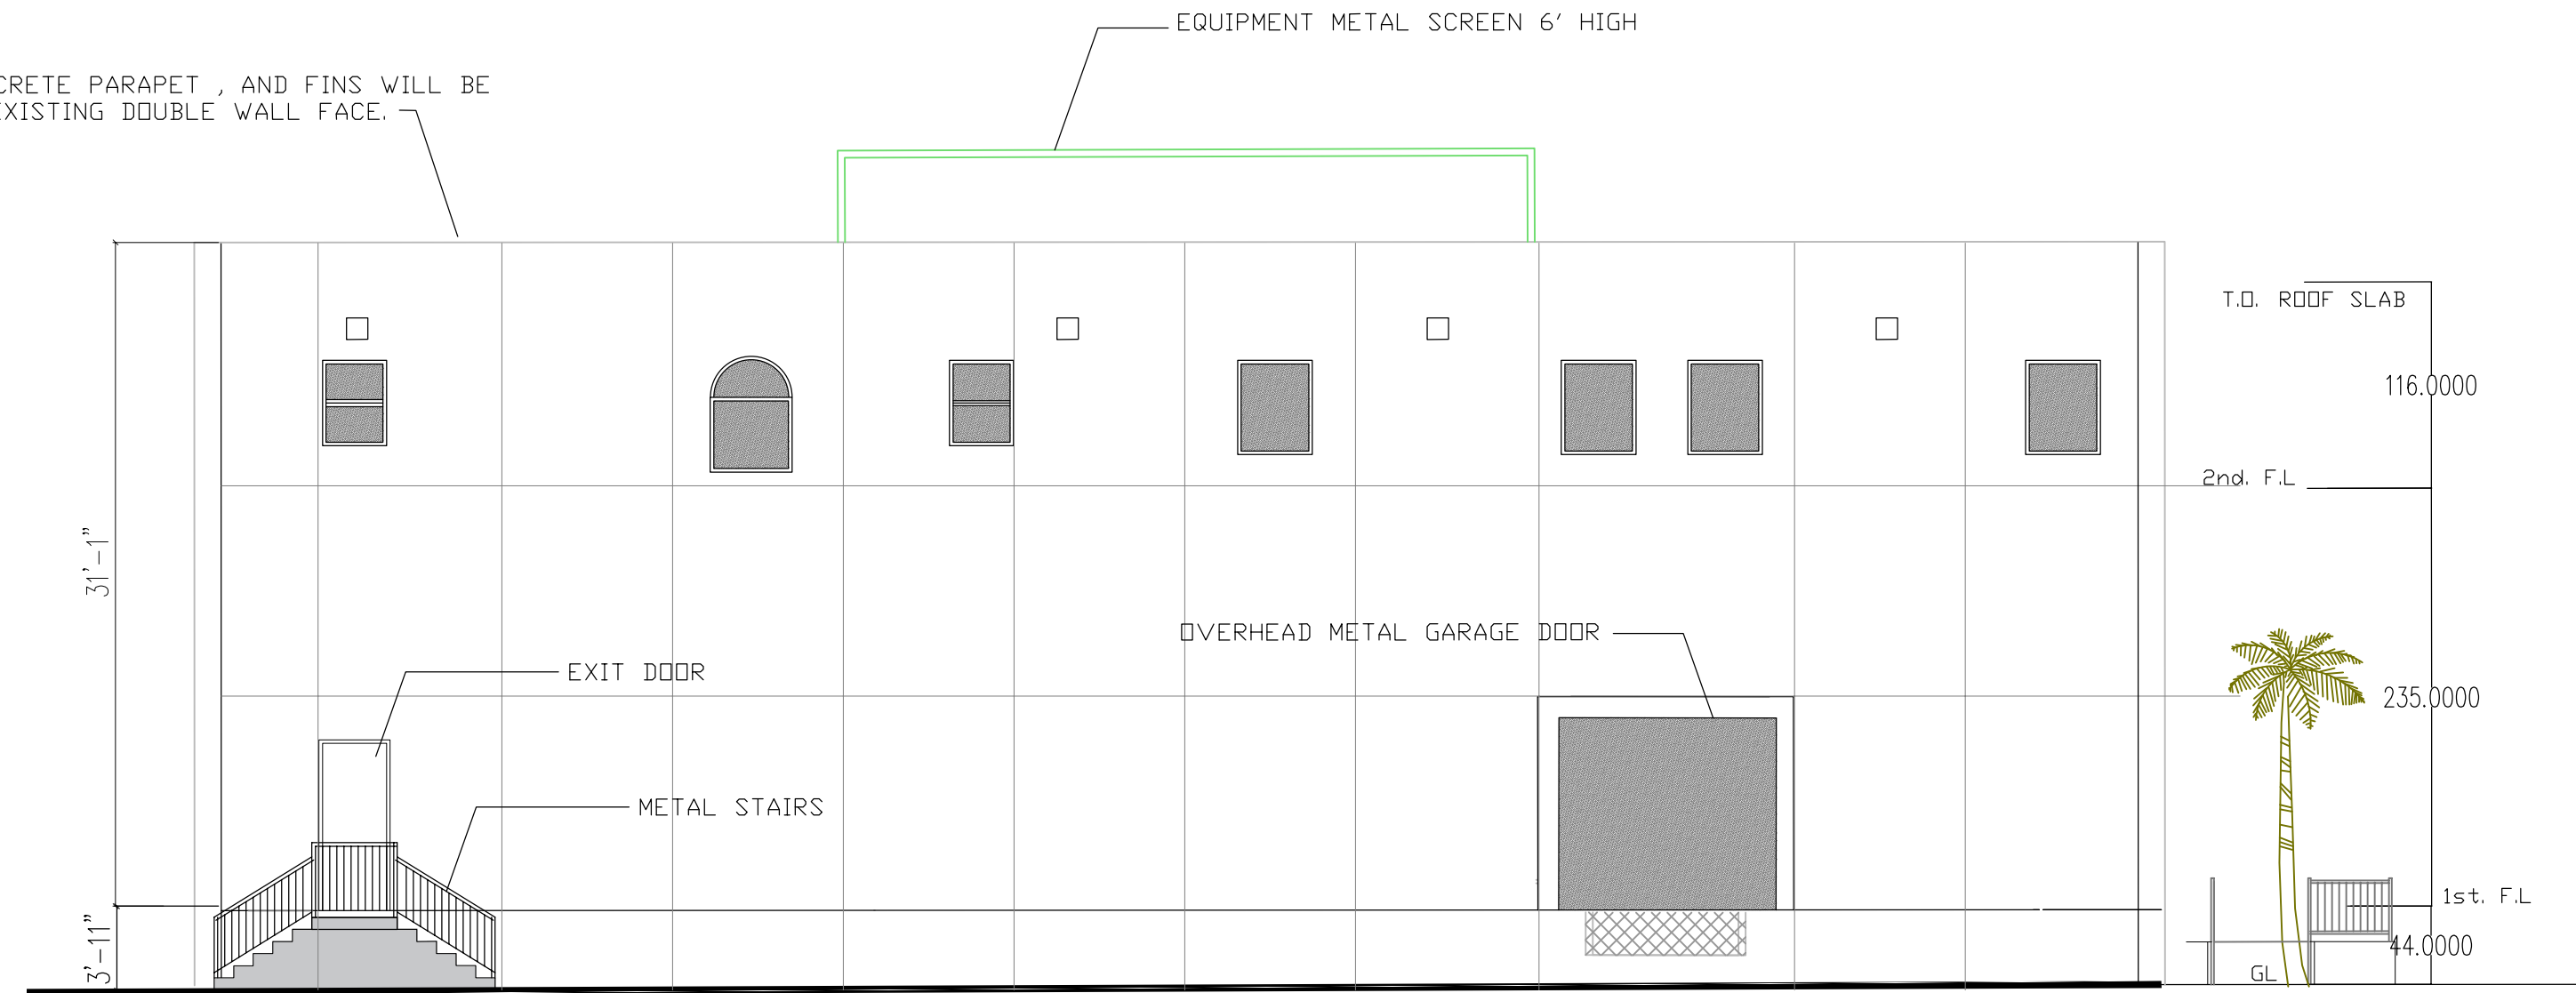 EQUIPMENT METAL SCREEN 6' HIGH
CRETE PARAPET , AND FINS WILL BE
EXISTING DOUBLE WALL FACE.
T.O. ROOF SLAB
116.0000
2nd. F.L
31'-1"
OVERHEAD METAL GARAGE DOOR
EXIT DOOR
235.0000
METAL STAIRS
1st. F.L
3'-11"
44.0000
GL